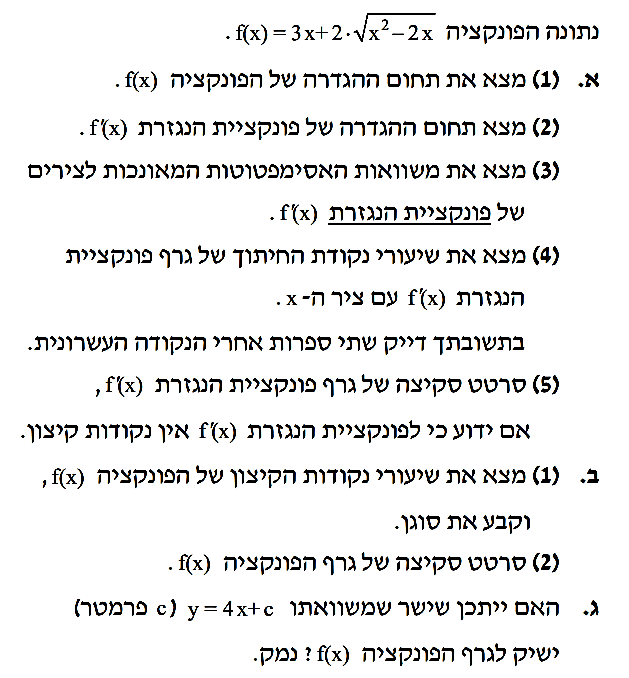 נתונה הפונקציה f(x) = 3x+2·√x²−2x .
א. (1) מצא את תחום ההגדרה של הפונקציה f(x) .
(2) מצא תחום ההגדרה של פונקציית הנגזרת f′(x) .
(3) מצא את משוואות האסימפטוטות המאונכות לצירים
של פונקציית הנגזרת f′(x) .
(4) מצא את שיעורי נקודת החיתוך של גרף פונקציית
הנגזרת f′(x) עם ציר ה- x .
בתשובתך דייק שתי ספרות אחרי הנקודה העשרונית.
(5) סרטט סקיצה של גרף פונקציית הנגזרת f′(x) ,
אם ידוע כי לפונקציית הנגזרת f′(x) אין נקודות קיצון.
ב. (1) מצא את שיעורי נקודות הקיצון של הפונקציה f(x) ,
וקבע את סוגן.
(2) סרטט סקיצה של גרף הפונקציה f(x) .
ג. האם ייתכן שישר שמשוואתו y = 4x+c (c פרמטר)
ישיק לגרף הפונקציה f(x) ? נמק.